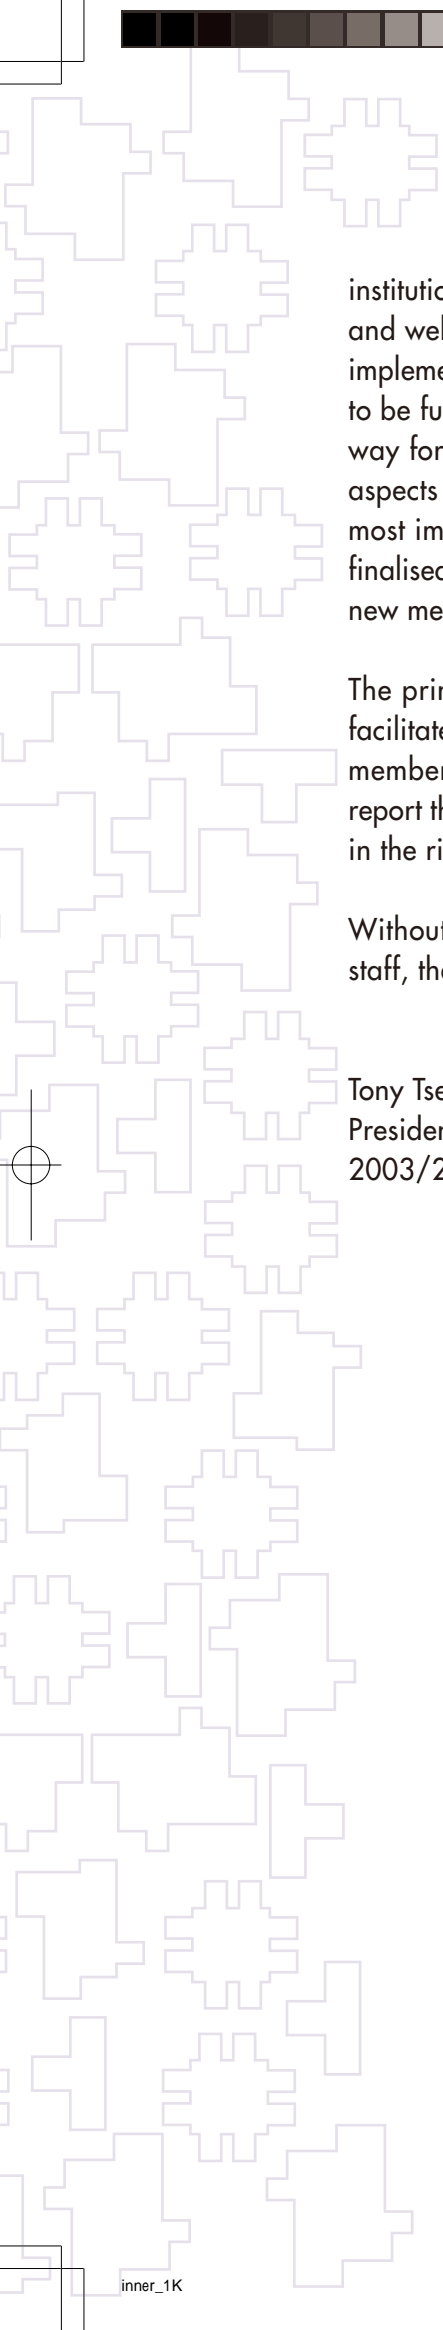 institutio
and wel
impleme
to be fu
way for
aspects
most im
finalised
new me
The prin
facilitate
member
report th
in the ri
Without
staff, the
Tony Tse
Presiden
2003/2
inner_1K